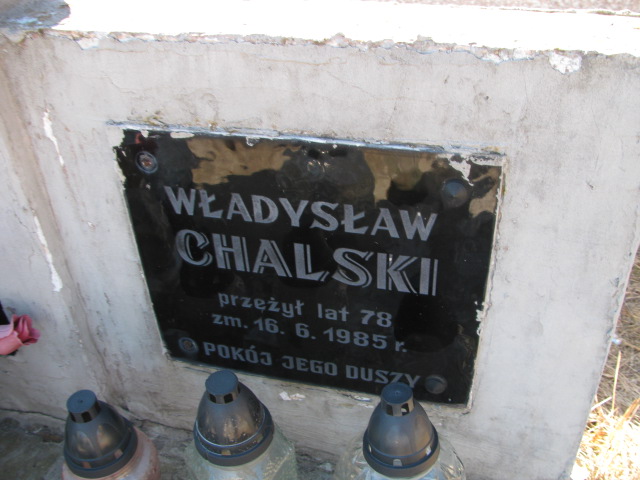 WŁADYSŁAW
CHALSKI
przeżył lat 78
zm. 16. 6. 1985 r.
POKÓJ JEGO DUSZY